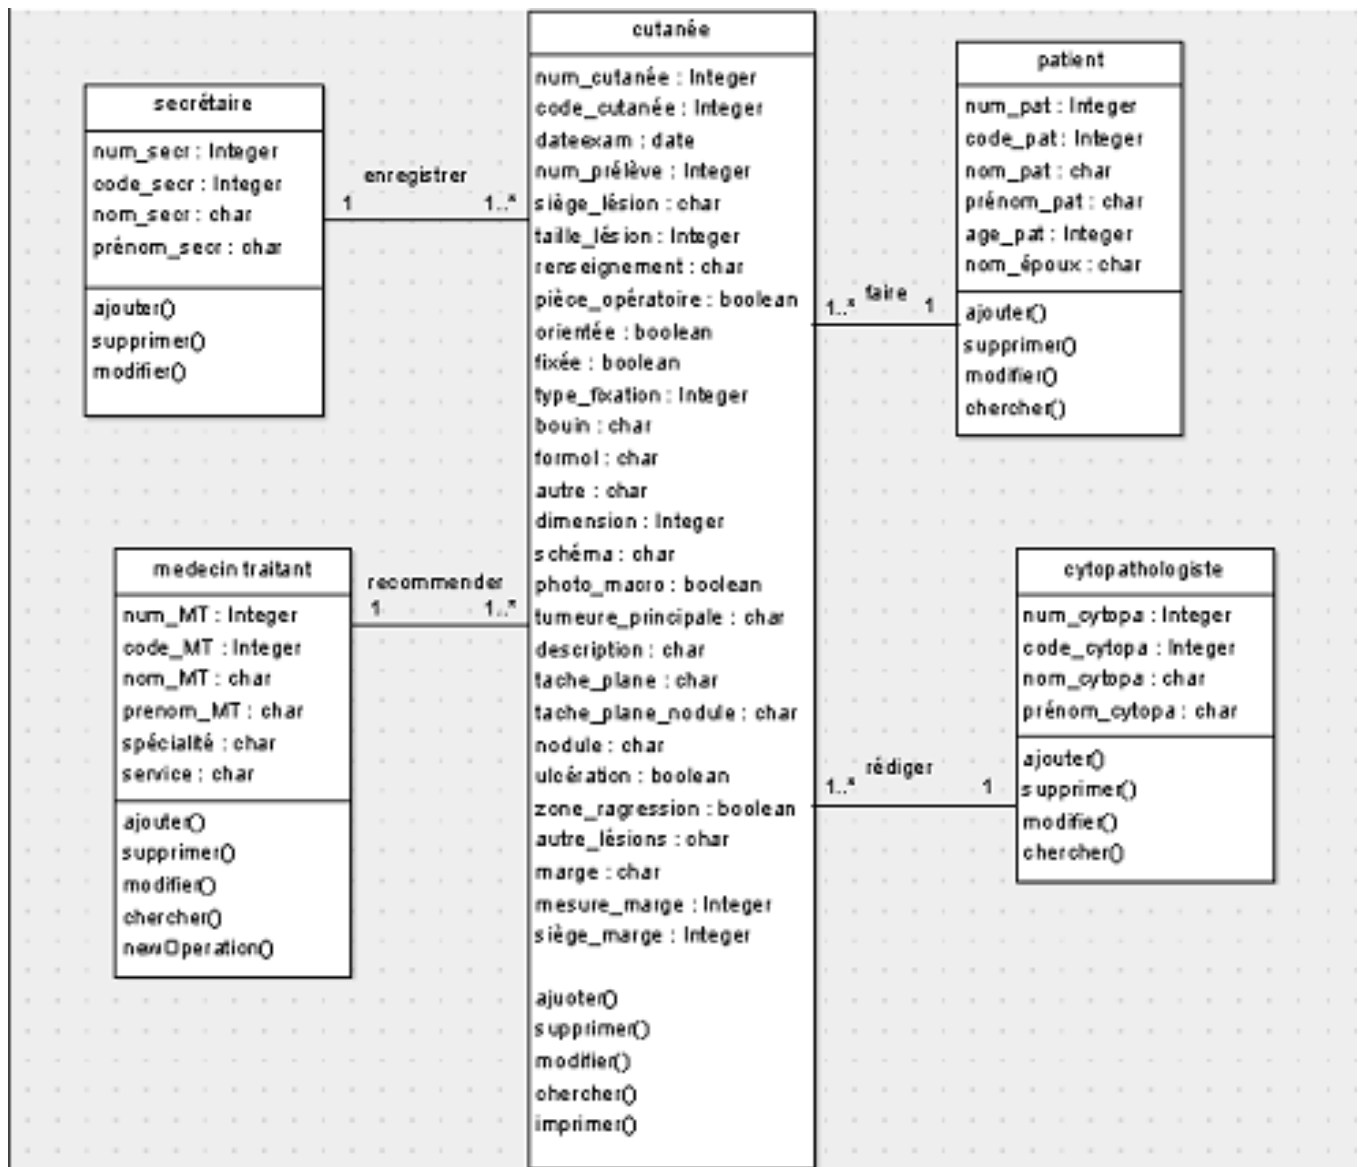 secrétaire
num_secr : Integer
code_secr : Integer
nom_secr : char
prénom_secr : char
ajouter()
supprimer()
modifier()
enregistrer
1 1..*
medecin traitant
num_MT : Integer
code_MT : Integer
nom_MT : char
prenom_MT : char
spécialité : char
service : char
ajouter()
supprimer()
modifier()
chercher()
newOperation()
recommender
1 1..*
cutanée
num_cutanée : Integer
code_cutanée : Integer
dateexam : date
num_prélève : Integer
siège_lésion : char
taille_lésion : Integer
renseignement : char
pièce_opératoire : boolean
orientée : boolean
fixée : boolean
type_fixation : Integer
bouin : char
formol : char
autre : char
dimension : Integer
schéma : char
photo_macro : boolean
tumeure_principale : char
description : char
tache_plane : char
tache_plane_nodule : char
nodule : char
ulcération : boolean
zone_ragression : boolean
autre_lésions : char
marge : char
mesure_marge : Integer
siège_marge : Integer
ajuoter()
supprimer()
modifier()
chercher()
imprimer()
faire
1..* 1
patient
num_pat : Integer
code_pat : Integer
nom_pat : char
prénom_pat : char
age_pat : Integer
nom_époux : char
ajouter()
supprimer()
modifier()
chercher()
rédiger
1..* 1
cytopathologiste
num_cytopa : Integer
code_cytopa : Integer
nom_cytopa : char
prénom_cytopa : char
ajouter()
supprimer()
modifier()
chercher()